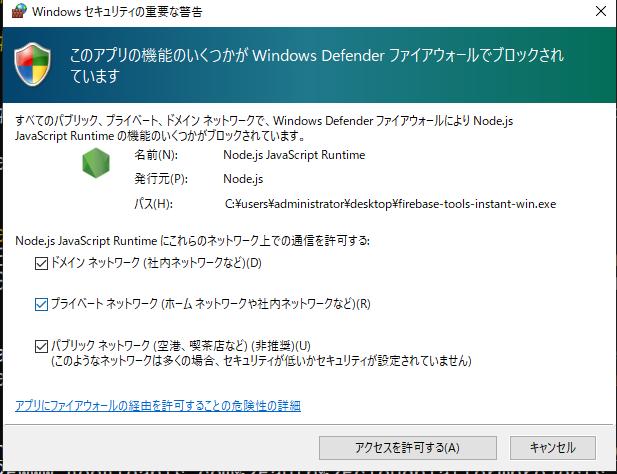 Windows セキュリティの重要な警告
このアプリの機能のいくつかが Windows Defender ファイアウォールでブロックされ
ています
すべてのパブリック、プライベート、ドメイン ネットワークで、Windows Defender ファイアウォールにより Node.js
JavaScript Runtime の機能のいくつかがブロックされています。
名前(N): Node.js JavaScript Runtime
発行元(P): Node.js
パス(H): C:¥users¥administrator¥desktop¥firebase-tools-instant-win.exe
Node.js JavaScript Runtime にこれらのネットワーク上での通信を許可する:
ドメイン ネットワーク (社内ネットワークなど)(D)
プライベート ネットワーク (ホーム ネットワークや社内ネットワークなど)(R)
パブリック ネットワーク (空港、喫茶店など) (非推奨)(U)
(このようなネットワークは多くの場合、セキュリティが低いかセキュリティが設定されていません)
アプリにファイアウォールの経由を許可することの危険性の詳細
アクセスを許可する(A) キャンセル